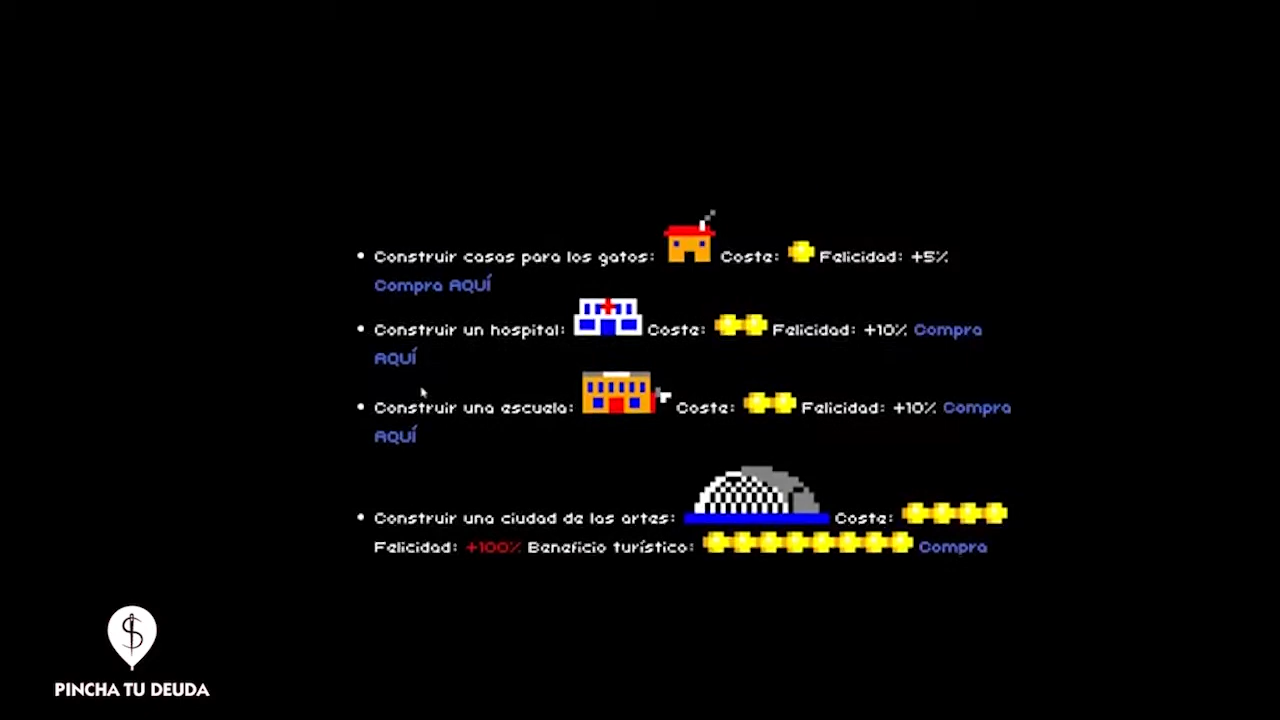 • Construir casas para los gatos: Coste: Felicidad: +5%
Compra AQUÍ
• Construir un hospital: Coste: Felicidad: +10% Compra
AQUÍ
• Construir una escuela: Coste: Felicidad: +10% Compra
AQUÍ
• Construir una ciudad de las artes: Coste:
Felicidad: +100% Beneficio turístico: Compra
$
PINCHA TU DEUDA